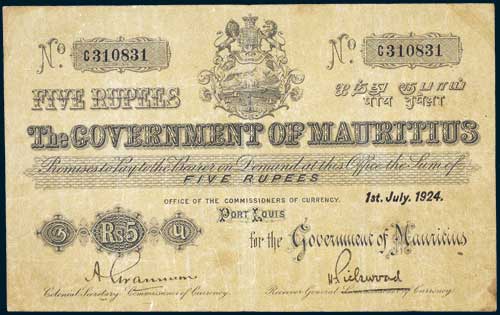 No. C310831
No. C310831
FIVE RUPEES
ஐந்து ரூபாய்
पांच
The GOVERNMENT OF MAURITIUS
Promises to Pay to the Bearer on Demand at this Office the Sum of
FIVE RUPEES
OFFICE OF THE COMMISSIONERS OF CURRENCY.
1st. July. 1924.
PORT LOUIS
Rs5
for the Government of Mauritius
Colonial Secretary Commissioner of Currency.
Receiver General Commissioner of Currency